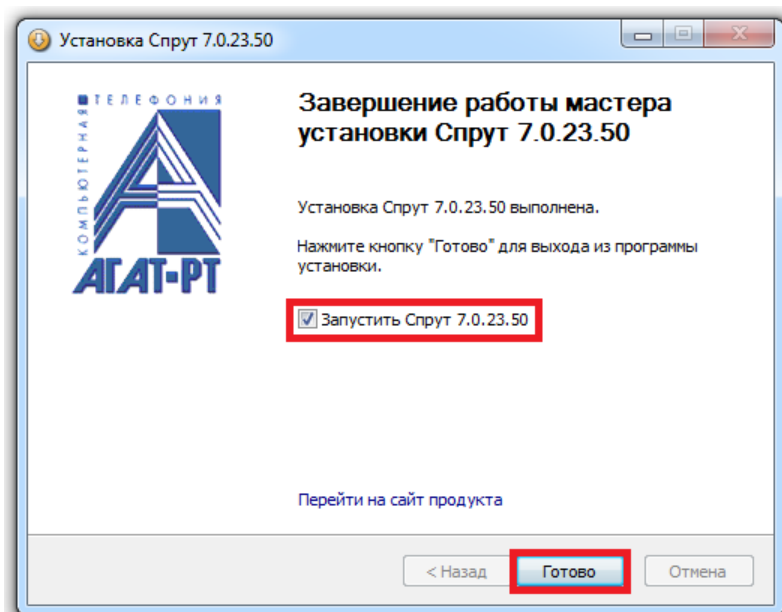 Установка Спрут 7.0.23.50
ТЕЛЕФОНИЯ
КОМПЬЮТЕРНАЯ
АГАТ-РТ
Завершение работы мастера
установки Спрут 7.0.23.50
Установка Спрут 7.0.23.50 выполнена.
Нажмите кнопку "Готово" для выхода из программы
установки.
Запустить Спрут 7.0.23.50
Перейти на сайт продукта
< Назад
Готово
Отмена